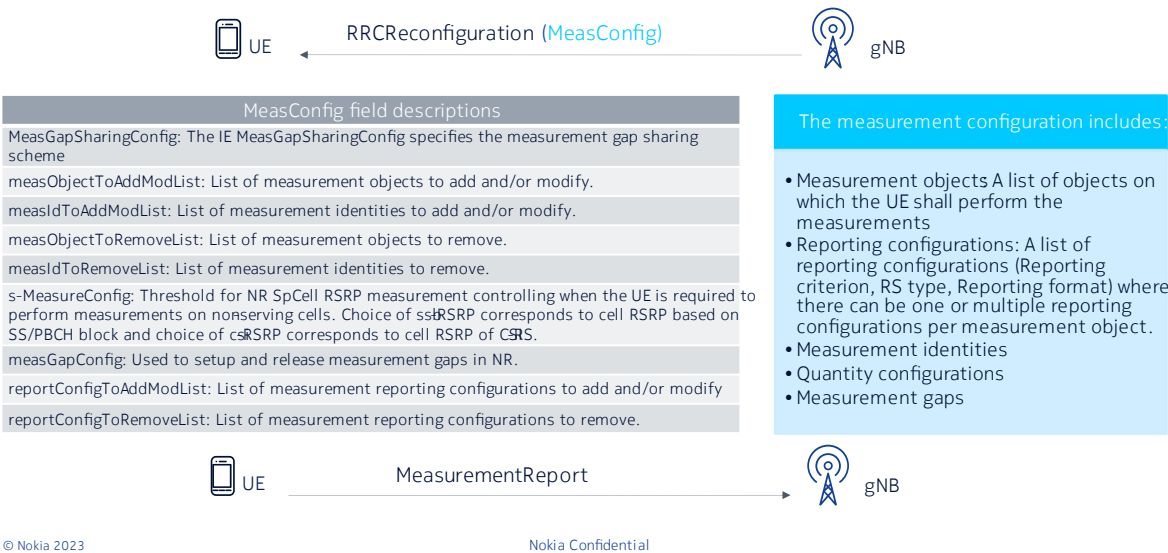 RRCReconfiguration (MeasConfig)
UE
gNB
MeasConfig field descriptions
MeasGapSharingConfig: The IE MeasGapSharingConfig specifies the measurement gap sharing
scheme
measObjectToAddModList: List of measurement objects to add and/or modify.
measIdToAddModList: List of measurement identities to add and/or modify.
measObjectToRemoveList: List of measurement objects to remove.
measIdToRemoveList: List of measurement identities to remove.
s-MeasureConfig: Threshold for NR SpCell RSRP measurement controlling when the UE is required to
perform measurements on non-serving cells. Choice of ssb-RSRP corresponds to cell RSRP based on
SS/PBCH block and choice of csi-RSRP corresponds to cell RSRP of CSI-RS.
measGapConfig: Used to setup and release measurement gaps in NR.
reportConfigToAddModList: List of measurement reporting configurations to add and/or modify
reportConfigToRemoveList: List of measurement reporting configurations to remove.
The measurement configuration includes:
• Measurement objects: A list of objects on
which the UE shall perform the
measurements
• Reporting configurations: A list of
reporting configurations (Reporting
criterion, RS type, Reporting format) where
there can be one or multiple reporting
configurations per measurement object.
• Measurement identities
• Quantity configurations
• Measurement gaps
UE
MeasurementReport
gNB
© Nokia 2023
Nokia Confidential